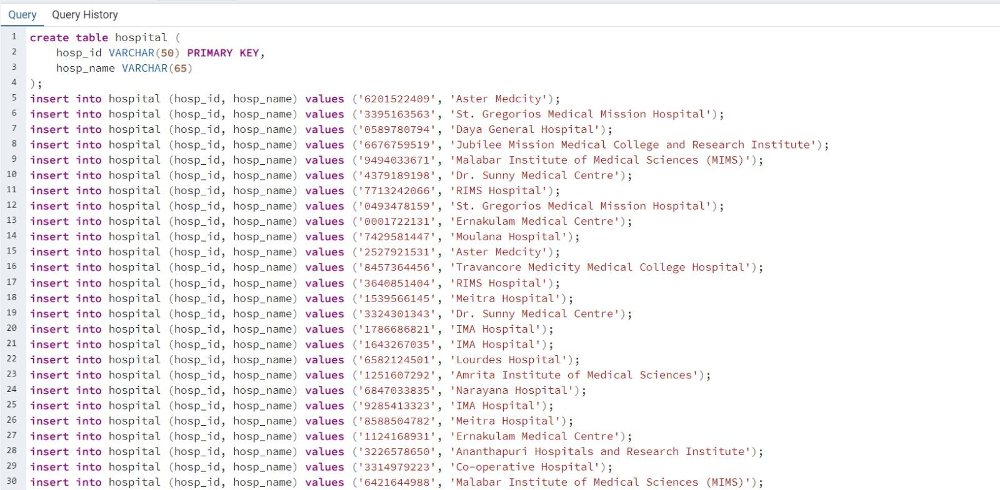 Query Query History
1 create table hospital (
2 hosp_id VARCHAR(50) PRIMARY KEY,
3 hosp_name VARCHAR(65)
4 );
5 insert into hospital (hosp_id, hosp_name) values ('6201522409', 'Aster Medcity');
6 insert into hospital (hosp_id, hosp_name) values ('3395163563', 'St. Gregorios Medical Mission Hospital');
7 insert into hospital (hosp_id, hosp_name) values ('0589780794', 'Daya General Hospital');
8 insert into hospital (hosp_id, hosp_name) values ('6676759519', 'Jubilee Mission Medical College and Research Institute');
9 insert into hospital (hosp_id, hosp_name) values ('9494033671', 'Malabar Institute of Medical Sciences (MIMS)');
10 insert into hospital (hosp_id, hosp_name) values ('4379189198', 'Dr. Sunny Medical Centre');
11 insert into hospital (hosp_id, hosp_name) values ('7713242066', 'RIMS Hospital');
12 insert into hospital (hosp_id, hosp_name) values ('0493478159', 'St. Gregorios Medical Mission Hospital');
13 insert into hospital (hosp_id, hosp_name) values ('0001722131', 'Ernakulam Medical Centre');
14 insert into hospital (hosp_id, hosp_name) values ('7429581447', 'Moulana Hospital');
15 insert into hospital (hosp_id, hosp_name) values ('2527921531', 'Aster Medcity');
16 insert into hospital (hosp_id, hosp_name) values ('8457364456', 'Travancore Medicity Medical College Hospital');
17 insert into hospital (hosp_id, hosp_name) values ('3640851404', 'RIMS Hospital');
18 insert into hospital (hosp_id, hosp_name) values ('1539566145', 'Meitra Hospital');
19 insert into hospital (hosp_id, hosp_name) values ('3324301343', 'Dr. Sunny Medical Centre');
20 insert into hospital (hosp_id, hosp_name) values ('1786686821', 'IMA Hospital');
21 insert into hospital (hosp_id, hosp_name) values ('1643267035', 'IMA Hospital');
22 insert into hospital (hosp_id, hosp_name) values ('6582124501', 'Lourdes Hospital');
23 insert into hospital (hosp_id, hosp_name) values ('1251607292', 'Amrita Institute of Medical Sciences');
24 insert into hospital (hosp_id, hosp_name) values ('6847033835', 'Narayana Hospital');
25 insert into hospital (hosp_id, hosp_name) values ('9285413323', 'IMA Hospital');
26 insert into hospital (hosp_id, hosp_name) values ('8588504782', 'Meitra Hospital');
27 insert into hospital (hosp_id, hosp_name) values ('1124168931', 'Ernakulam Medical Centre');
28 insert into hospital (hosp_id, hosp_name) values ('3226578650', 'Ananthapuri Hospitals and Research Institute');
29 insert into hospital (hosp_id, hosp_name) values ('3314979223', 'Co-operative Hospital');
30 insert into hospital (hosp_id, hosp_name) values ('6421644988', 'Malabar Institute of Medical Sciences (MIMS)');